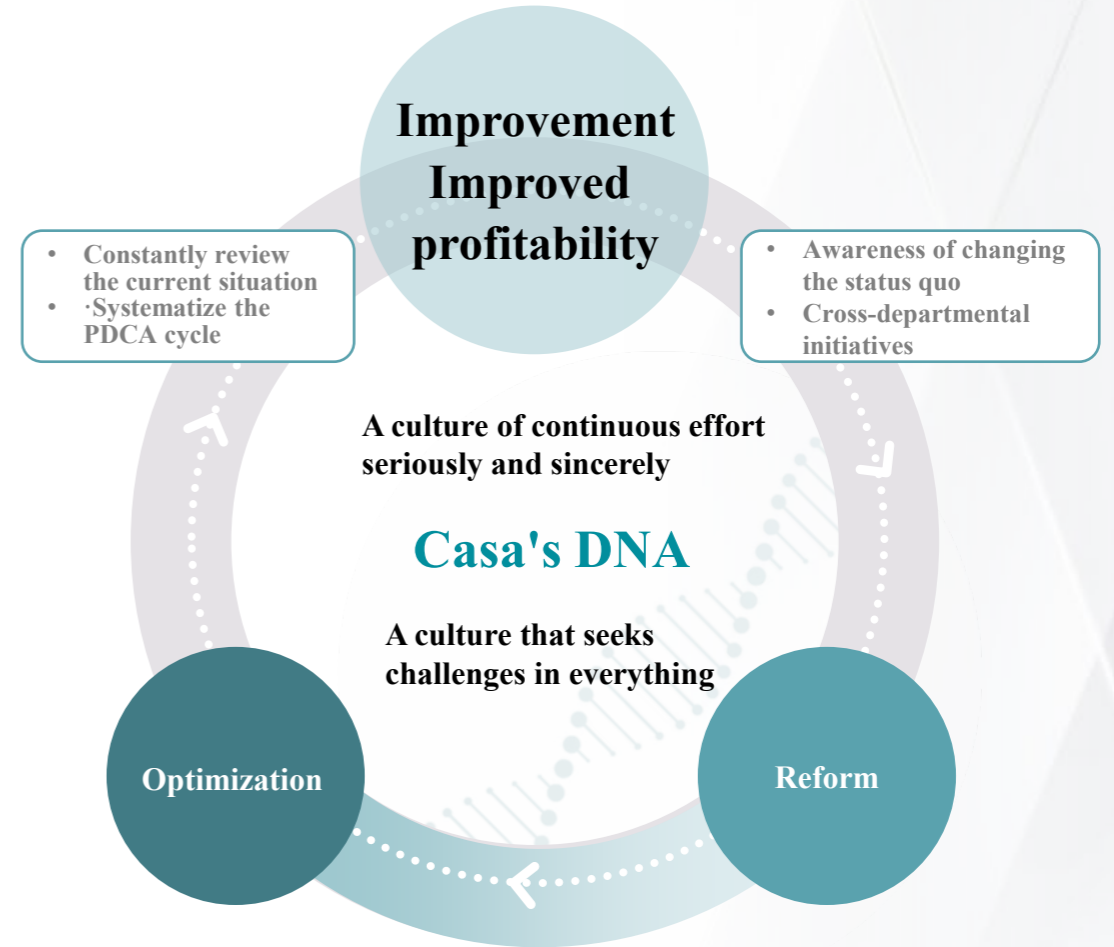 Improvement
Improved
profitability
• Constantly review
the current situation
• ·Systematize the
PDCA cycle
• Awareness of changing
the status quo
• Cross-departmental
initiatives
A culture of continuous effort
seriously and sincerely
Casa's DNA
A culture that seeks
challenges in everything
Optimization
Reform